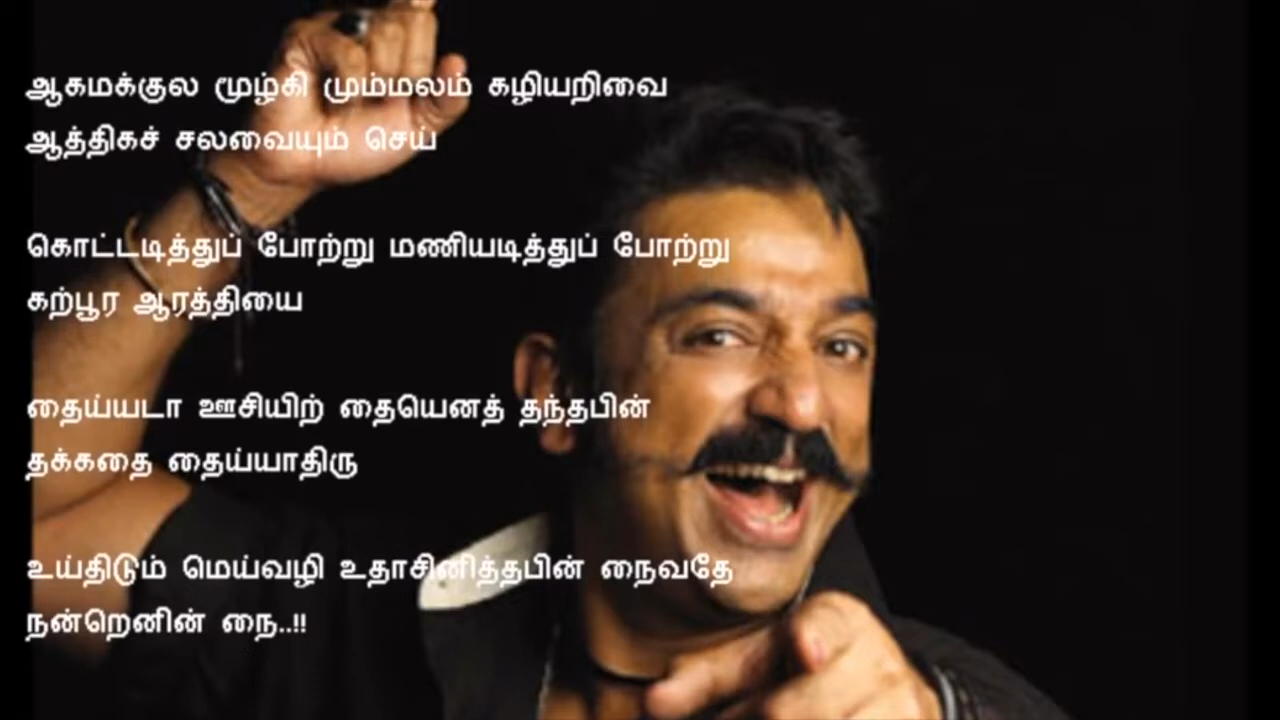 ஆகமக்குல மூழ்கி மும்மலம் கழியறிவை
ஆத்திகச் சலவையும் செய்
கொட்டடித்துப் போற்று மணியடித்துப் போற்று
கற்பூர ஆரத்தியை
தைய்யடா ஊசியிற் தையெனத் தந்தபின்
தக்கதை தைய்யாதிரு
உய்திடும் மெய்வழி உதாசினித்தபின் நைவதே
நன்றெனின் நை..!!